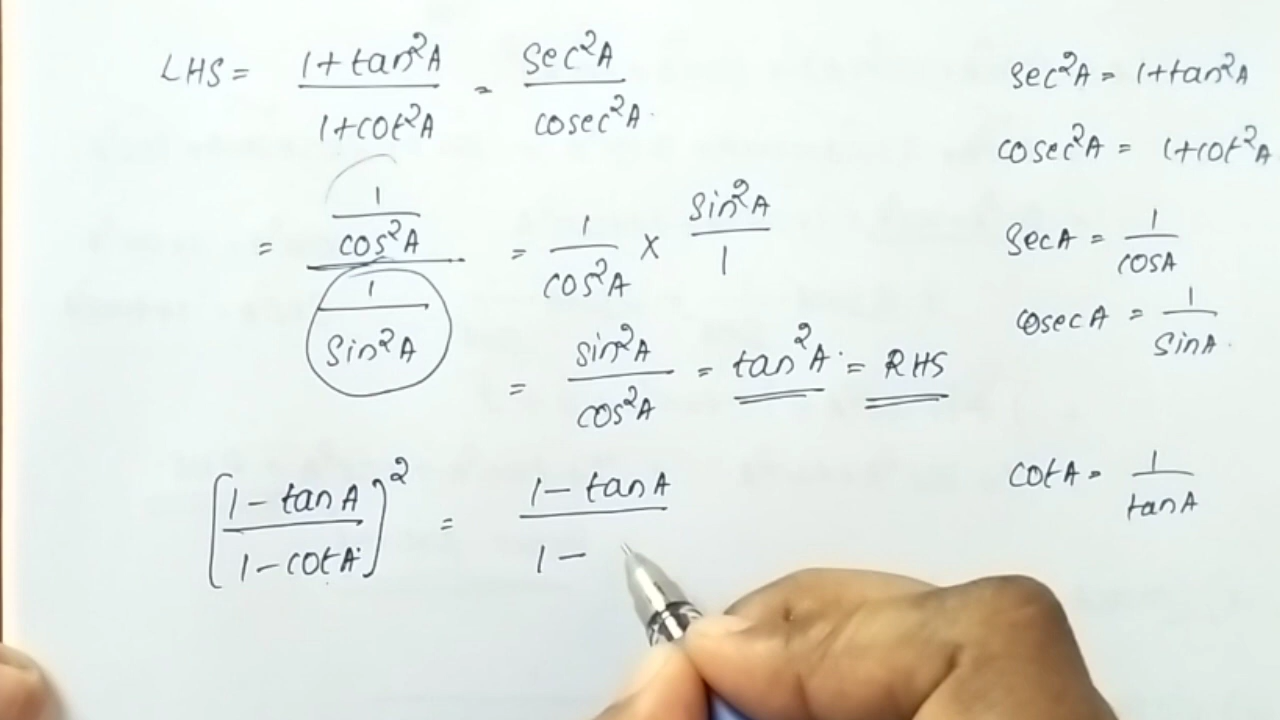 LHS = 1+tan²A / 1+cot²A = sec²A / cosec²A.
= 1/cos²A / 1/sin²A = 1/cos²A × sin²A/1
= sin²A/cos²A = tan²A. = RHS
[1-tanA / 1-cotA]² = 1-tanA / 1-
sec²A = 1+tan²A
cosec²A = 1+cot²A
secA = 1/cosA
cosecA = 1/sinA.
cotA = 1/tanA